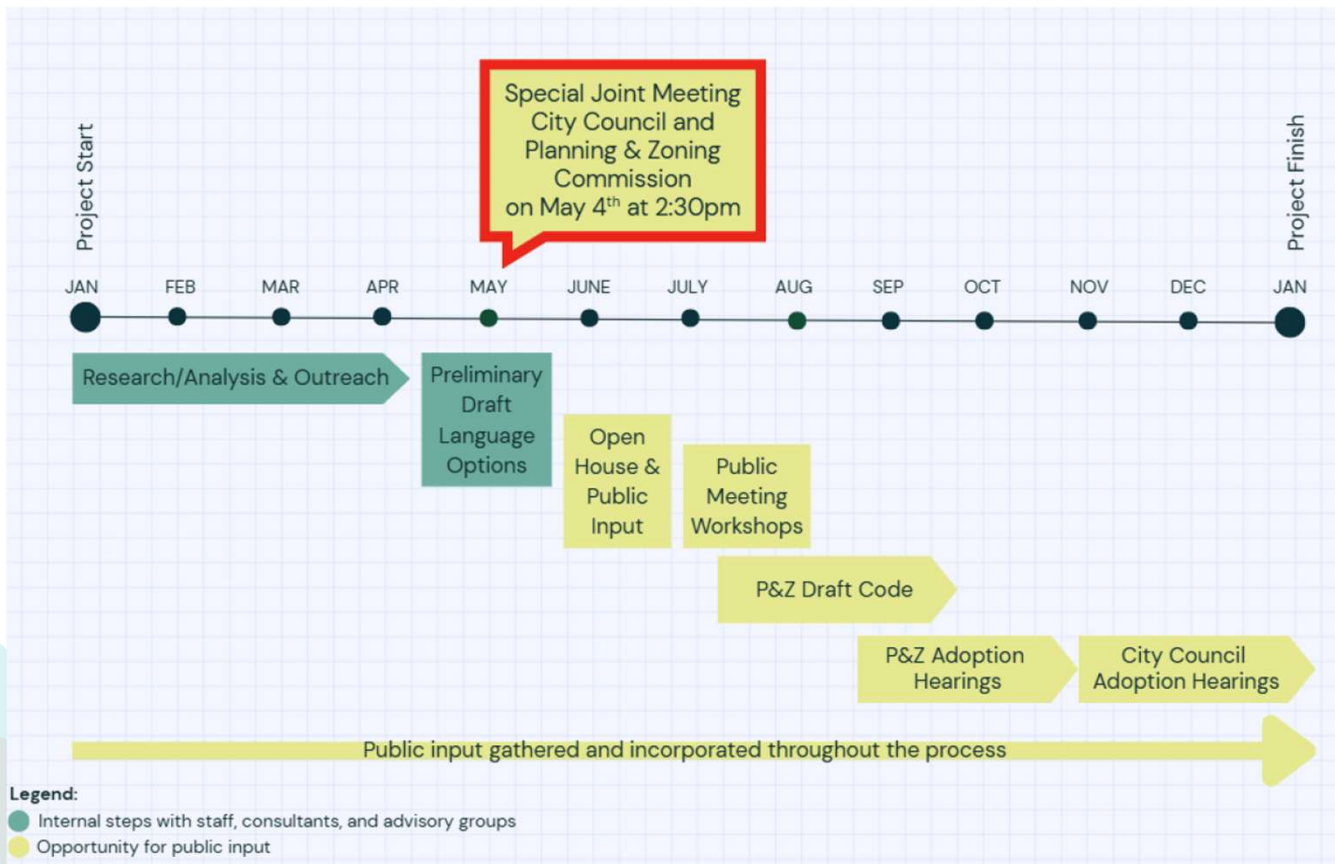 Special Joint Meeting
City Council and
Planning & Zoning
Commission
on May 4th at 2:30pm
Project Start
Project Finish
JAN FEB MAR APR MAY JUNE JULY AUG SEP OCT NOV DEC JAN
Research/Analysis & Outreach
Preliminary
Draft
Language
Options
Open
House &
Public
Input
Public
Meeting
Workshops
P&Z Draft Code
P&Z Adoption
Hearings
City Council
Adoption Hearings
Public input gathered and incorporated throughout the process
Legend:
Internal steps with staff, consultants, and advisory groups
Opportunity for public input